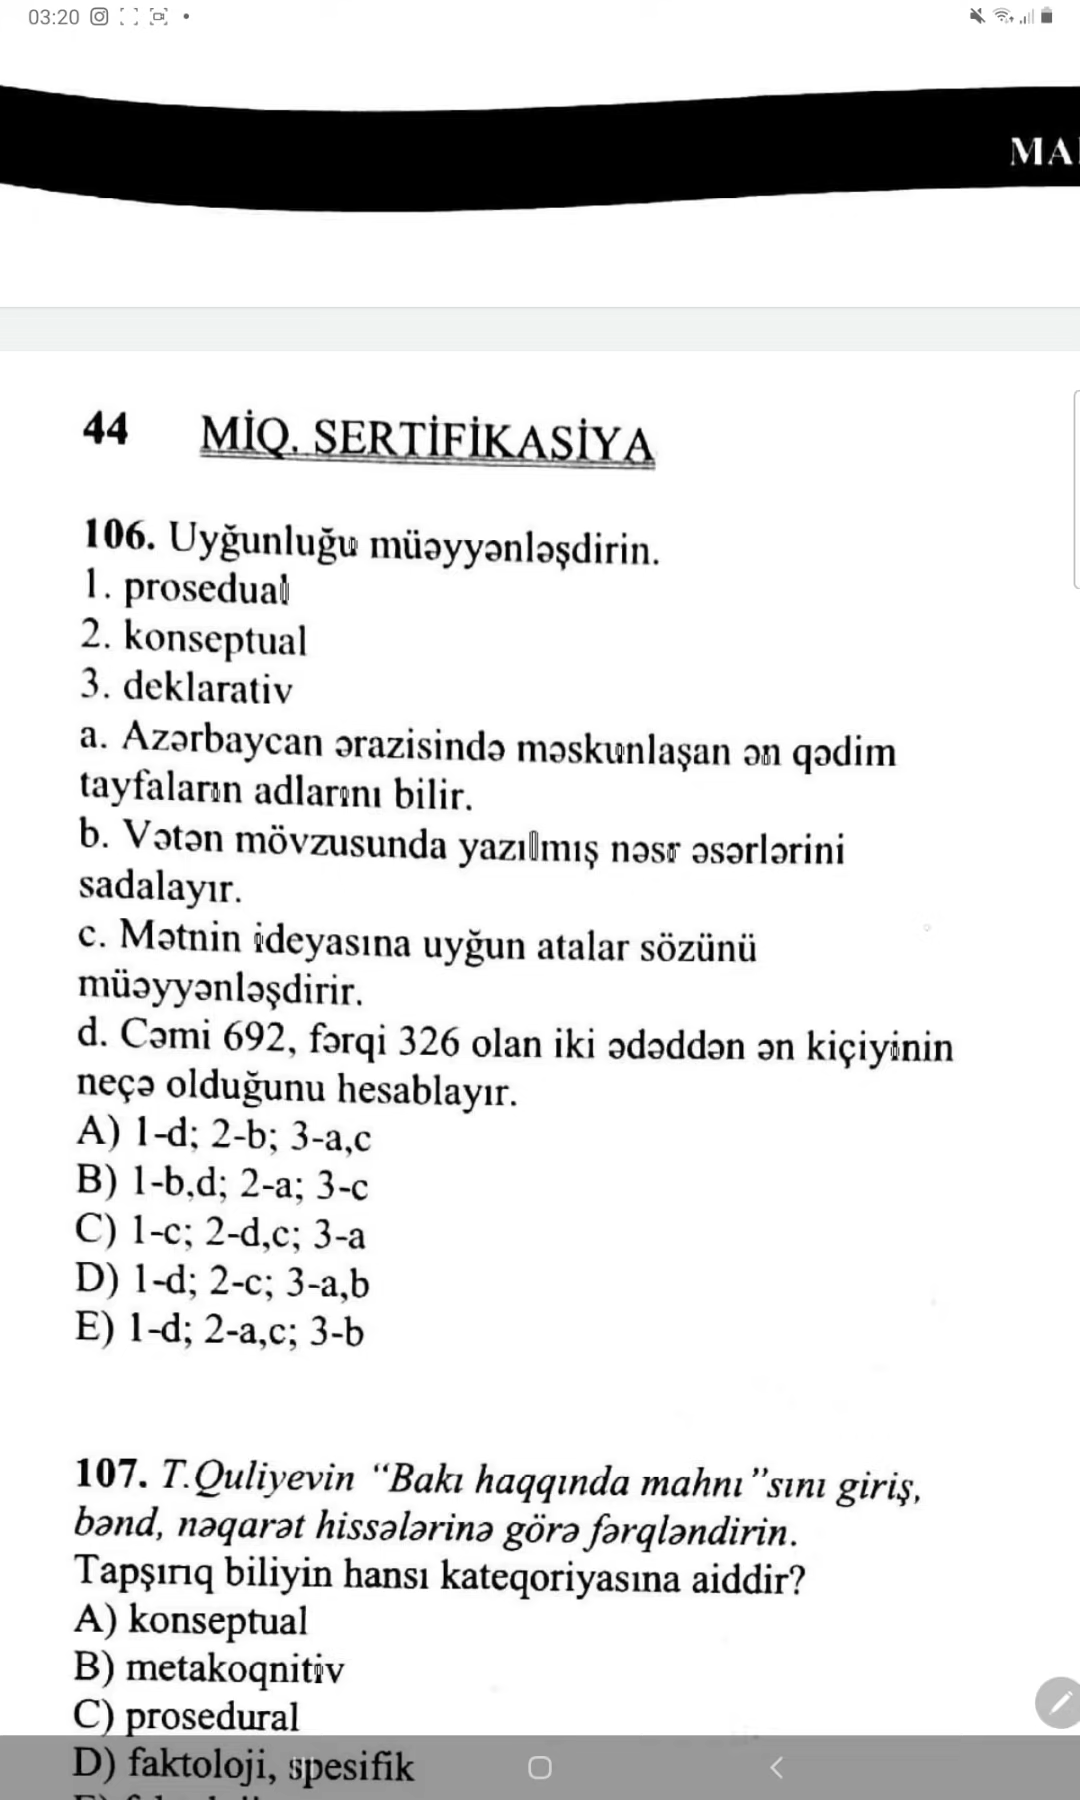 03:20
MA
44 MİQ. SERTİFİKASİYA
106. Uyğunluğu müəyyənləşdirin.
1. prosedual
2. konseptual
3. deklarativ
a. Azərbaycan ərazisində məskunlaşan ən qədim
tayfaların adlarını bilir.
b. Vətən mövzusunda yazılmış nəsr əsərlərini
sadalayır.
c. Mətnin ideyasına uyğun atalar sözünü
müəyyənləşdirir.
d. Cəmi 692, fərqi 326 olan iki ədəddən ən kiçiyinin
neçə olduğunu hesablayır.
A) 1-d; 2-b; 3-a,c
B) 1-b,d; 2-a; 3-c
C) 1-c; 2-d,c; 3-a
D) 1-d; 2-c; 3-a,b
E) 1-d; 2-a,c; 3-b
107. T.Quliyevin “Bakı haqqında mahnı”sını giriş,
bənd, nəqarət hissələrinə görə fərqləndirin.
Tapşırıq biliyin hansı kateqoriyasına aiddir?
A) konseptual
B) metakoqnitiv
C) prosedural
D) faktoloji, spesifik